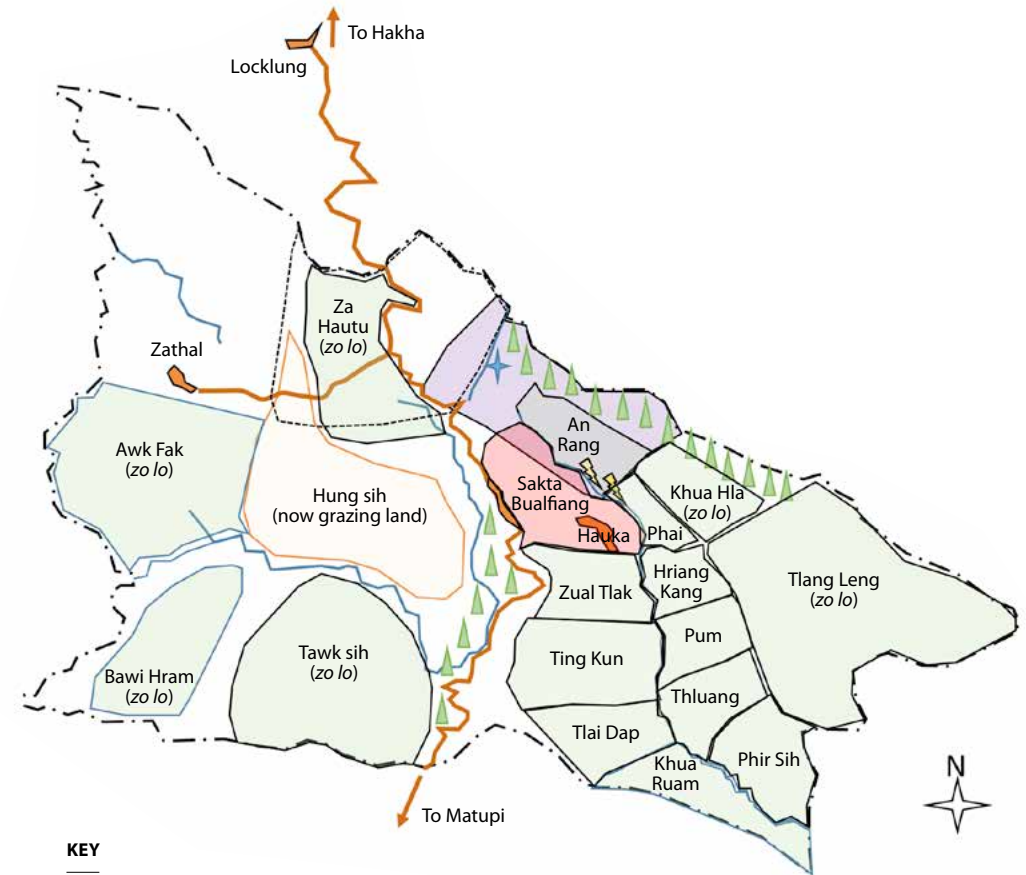 To Hakha
Locklung
Za
Hautu
(zo lo)
Zathal
An
Rang
Awk Fak
(zo lo)
Hung sih
(now grazing land)
Sakta
Bualfiang
Khua Hla
(zo lo)
Hauka
Phai
Zual Tlak
Hriang
Kang
Tlang Leng
(zo lo)
Pum
Ting Kun
Tawk sih
(zo lo)
Bawi Hram
(zo lo)
Thluang
Tlai Dap
Phir Sih
Khua
Ruam
N
To Matupi
KEY